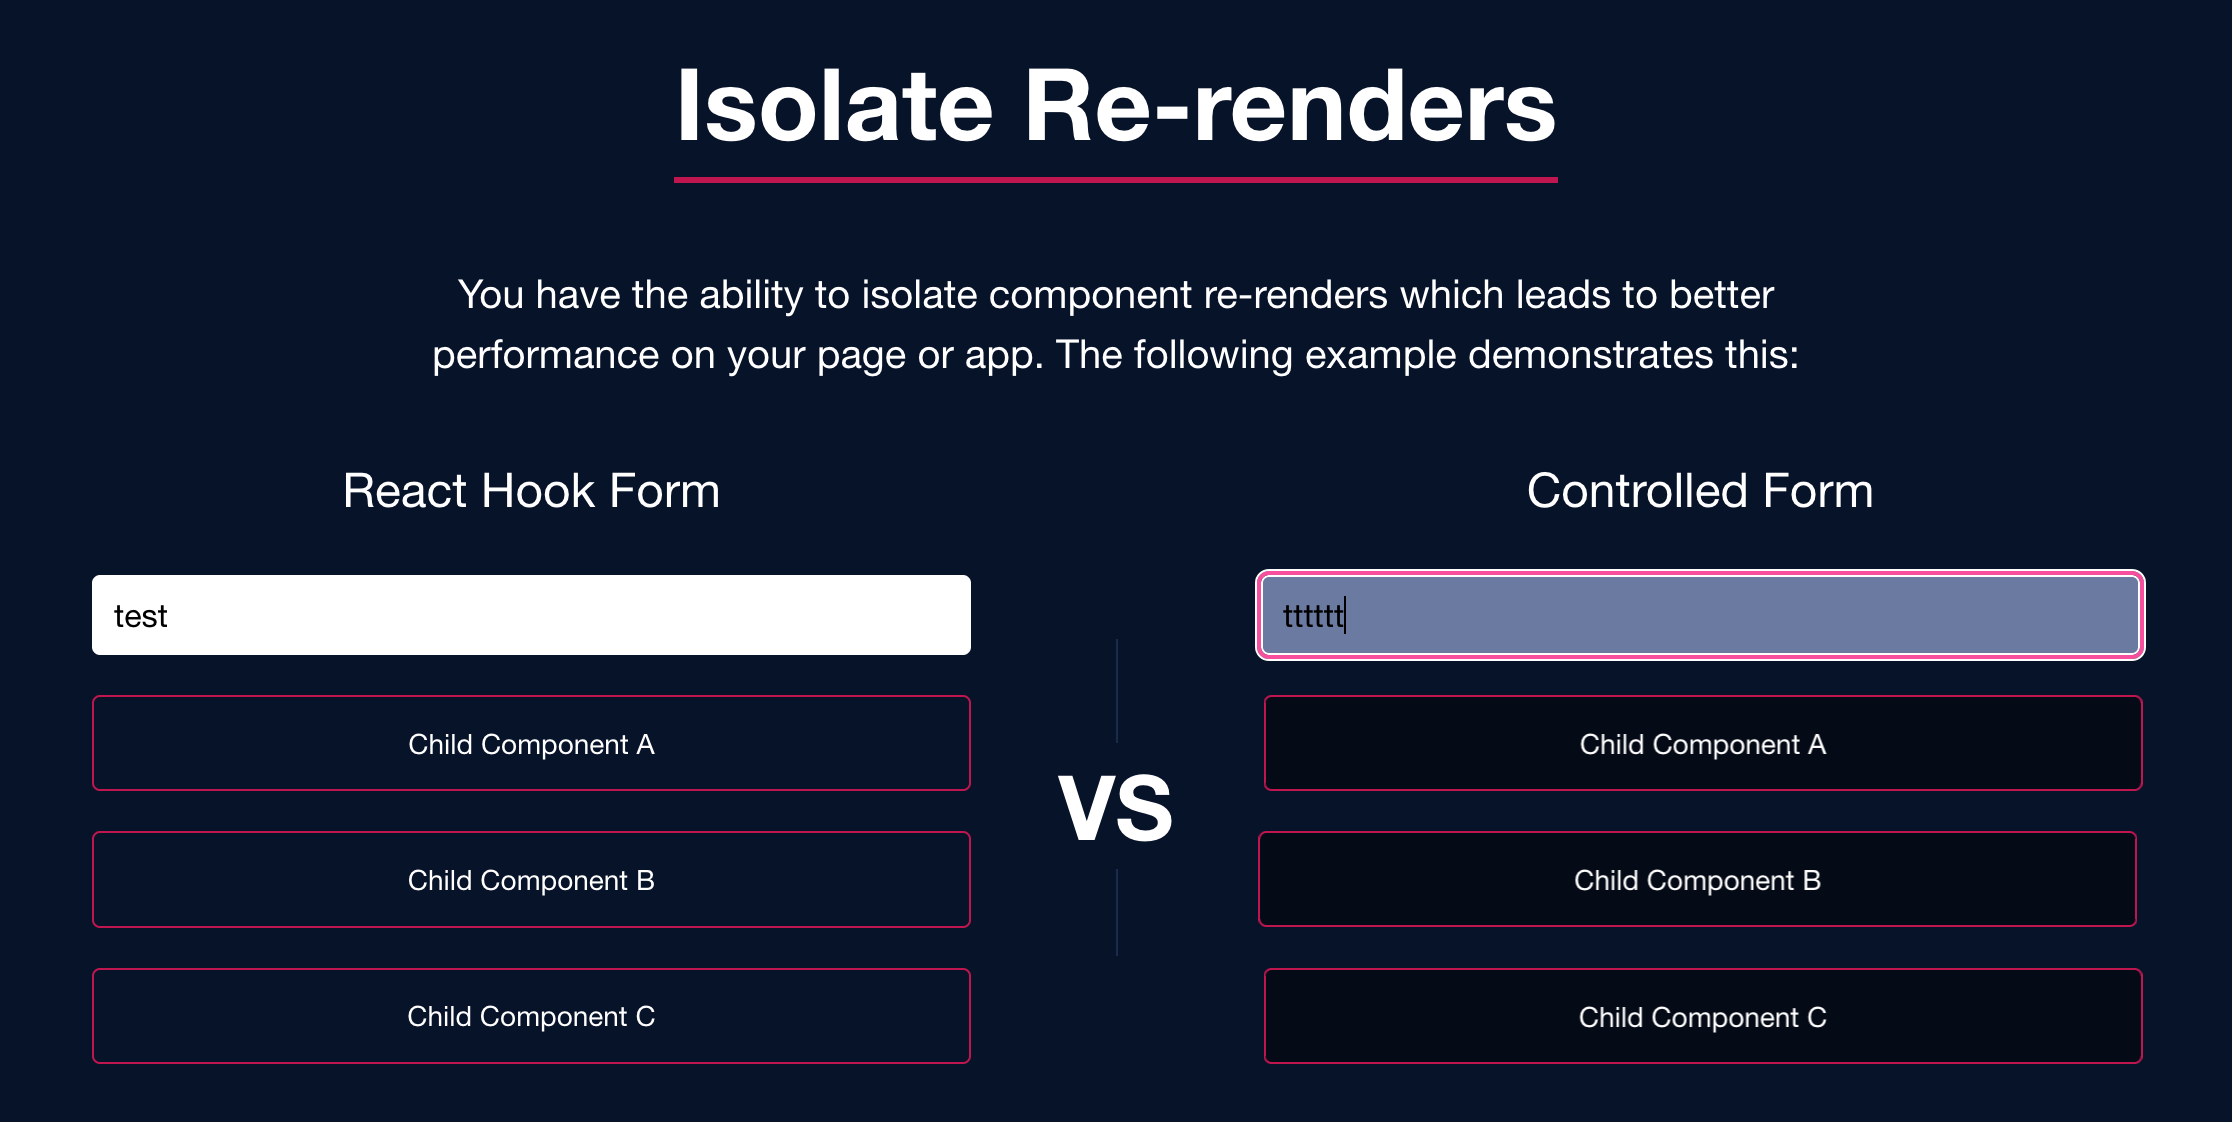 Isolate Re-renders
You have the ability to isolate component re-renders which leads to better
performance on your page or app. The following example demonstrates this:
React Hook Form
test
Child Component A
Child Component B
Child Component C
VS
Controlled Form
tttttt
Child Component A
Child Component B
Child Component C